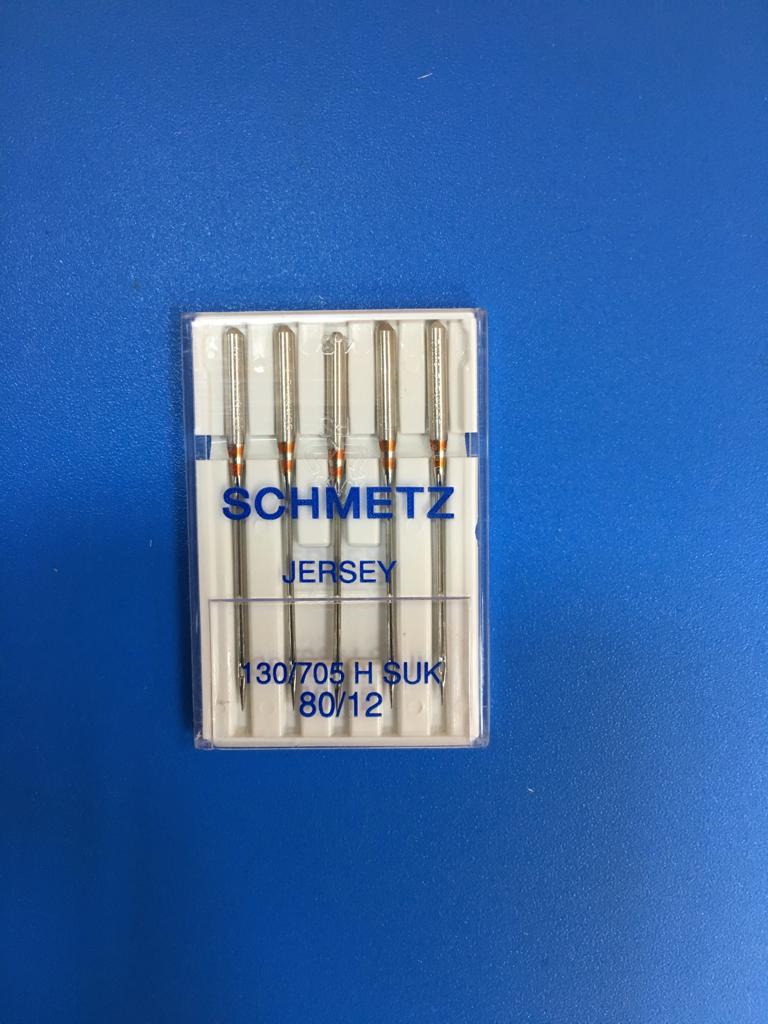 SCHMETZ
JERSEY
130/705 H SUK
80/12